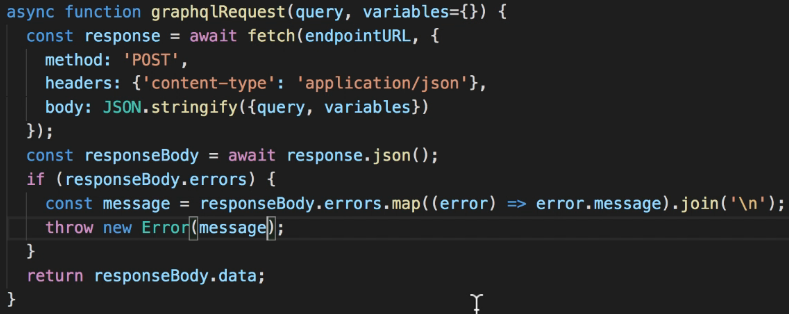 async function graphqlRequest(query, variables={}) {
  const response = await fetch(endpointURL, {
    method: 'POST',
    headers: {'content-type': 'application/json'},
    body: JSON.stringify({query, variables})
  });
  const responseBody = await response.json();
  if (responseBody.errors) {
    const message = responseBody.errors.map((error) => error.message).join('\n');
    throw new Error(message);
  }
  return responseBody.data;
}